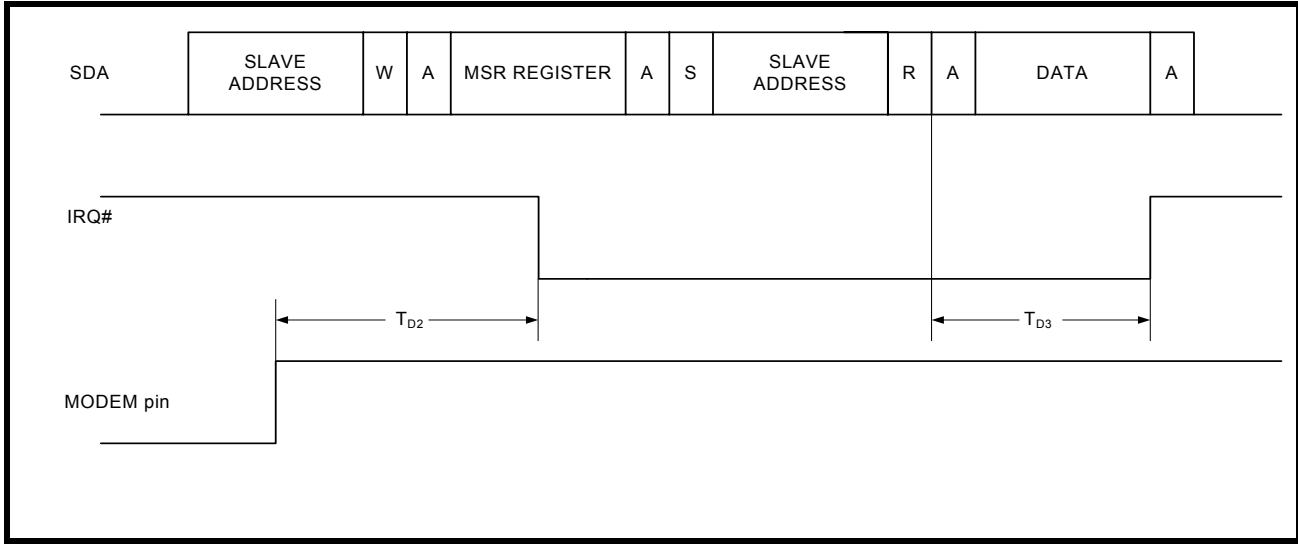 SDA
SLAVE
ADDRESS
W
A
MSR REGISTER
A
S
SLAVE
ADDRESS
R
A
DATA
A
IRQ#
TD2
TD3
MODEM pin